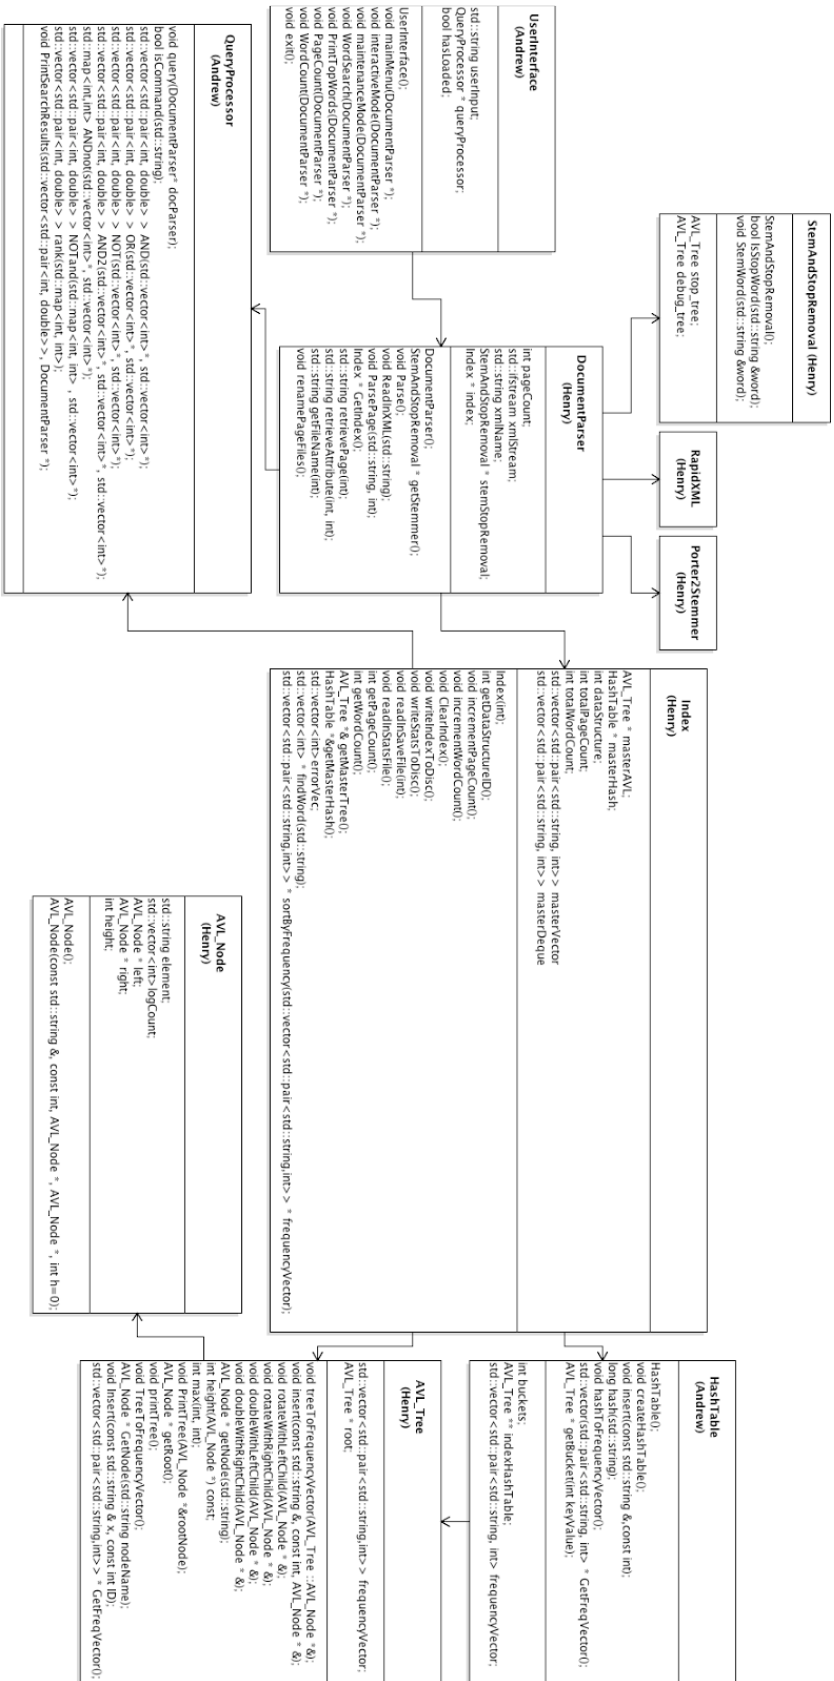 StemAndStopRemoval (Henry)
StemAndStopRemoval();
bool IsStopWord(std::string &word);
void StemWord(std::string &word);
AVL_Tree stop_tree;
AVL_Tree debug_tree;
RapidXML
(Henry)
Porter2Stemmer
(Henry)
UserInterface
(Andrew)
std::string userInput;
QueryProcessor * queryProcessor;
bool hasLoaded;
UserInterface();
void mainMenu(DocumentParser *);
void interactiveMode(DocumentParser *);
void maintenanceMode(DocumentParser *);
void WordSearch(DocumentParser *);
void PrintTopWords(DocumentParser *);
void PageCount(DocumentParser *);
void WordCount(DocumentParser *);
void exit();
DocumentParser
(Henry)
int pageCount;
std::ifstream xmlStream;
std::string xmlName;
StemAndStopRemoval * stemStopRemoval;
Index * index;
DocumentParser();
StemAndStopRemoval * getStemmer();
void Parse();
void ReadInXML(std::string);
void ParsePage(std::string, int);
Index * GetIndex();
std::string retrievePage(int);
std::string retrieveAttribute(int, int);
std::string getFileName(int);
void renamePageFiles();
QueryProcessor
(Andrew)
void query(DocumentParser* docParser);
bool isCommand(std::string);
std::vector<std::pair<int, double> > AND(std::vector<int>*, std::vector<int>*);
std::vector<std::pair<int, double> > OR(std::vector<int>*, std::vector<int>*);
std::vector<std::pair<int, double> > NOT(std::vector<int>*, std::vector<int>*);
std::vector<std::pair<int, double> > AND2(std::vector<int>*, std::vector<int>*, std::vector<int>*);
std::map<int,int> ANDnot(std::vector<int>*, std::vector<int>*);
std::vector<std::pair<int, double> > NOTand(std::map<int, int> , std::vector<int>*);
std::vector<std::pair<int, double> > rank(std::map<int, int>);
void PrintSearchResults(std::vector<std::pair<int, double>>, DocumentParser *);
Index
(Henry)
AVL_Tree * masterAVL;
HashTable * masterHash;
int dataStructure;
int totalPageCount;
int totalWordCount;
std::vector<std::pair<std::string, int>> masterVector
std::vector<std::pair<std::string, int>> masterDeque
Index(int);
int getDataStructureID();
void incrementPageCount();
void incrementWordCount();
void ClearIndex();
void writeIndexToDisc();
void writeStatsToDisc();
void readInSaveFile(int);
void readInStatsFile();
int getPageCount();
int getWordCount();
AVL_Tree *& getMasterTree();
HashTable *&getMasterHash();
std::vector<int>errorVec;
std::vector<int> * findWord(std::string);
std::vector<std::pair<std::string,int>> * sortByFrequency(std::vector<std::pair<std::string,int>> * frequencyVector);
AVL_Node
(Henry)
std::string element;
std::vector<int>logCount;
AVL_Node * left;
AVL_Node * right;
int height;
AVL_Node();
AVL_Node(const std::string &, const int, AVL_Node *, AVL_Node *, int h=0);
HashTable
(Andrew)
HashTable();
void createHashTable();
void insert(const std::string &,const int);
long hash(std::string);
void hashToFrequencyVector();
std::vector(std::pair<std::string, int> * GetFreqVector();
AVL_Tree * getBucket(int keyValue);
int buckets;
AVL_Tree ** indexHashTable;
std::vector<std::pair<std::string, int> frequencyVector;
AVL_Tree
(Henry)
std::vector<std::pair<std::string,int>> frequencyVector;
AVL_Tree * root;
void treeToFrequencyVector(AVL_Tree ::AVL_Node *&);
void insert(const std::string &, const int, AVL_Node * &);
void rotateWithLeftChild(AVL_Node * &);
void rotateWithRightChild(AVL_Node * &);
void doubleWithLeftChild(AVL_Node * &);
void doubleWithRightChild(AVL_Node * &);
AVL_Node * getNode(std::string);
int height(AVL_Node *) const;
int max(int, int);
void PrintTree(AVL_Node *&rootNode);
AVL_Node * getRoot();
void printTree();
void TreeToFrequencyVector();
AVL_Node * GetNode(std::string nodeName);
void Insert(const std::string & x, const int ID);
std::vector<std::pair<std::string,int>> * GetFreqVector();